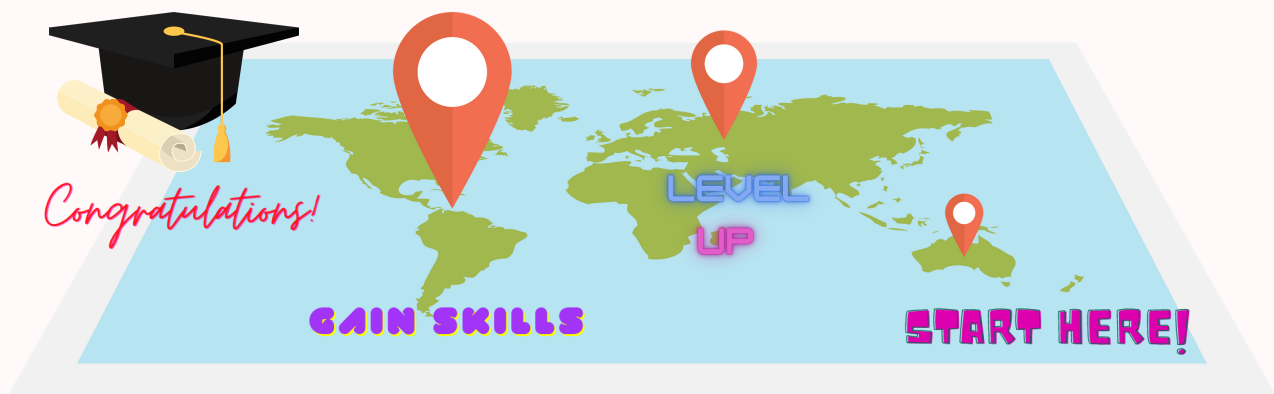 Congratulations!
LEVEL
UP
GAIN SKILLS
START HERE!